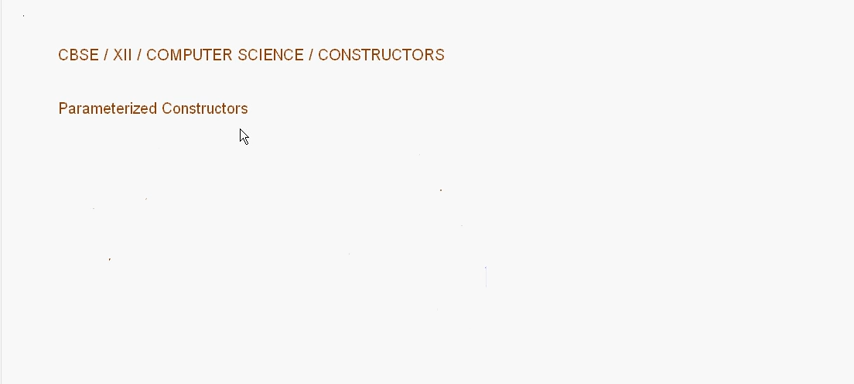 CBSE / XII / COMPUTER SCIENCE / CONSTRUCTORS
Parameterized Constructors